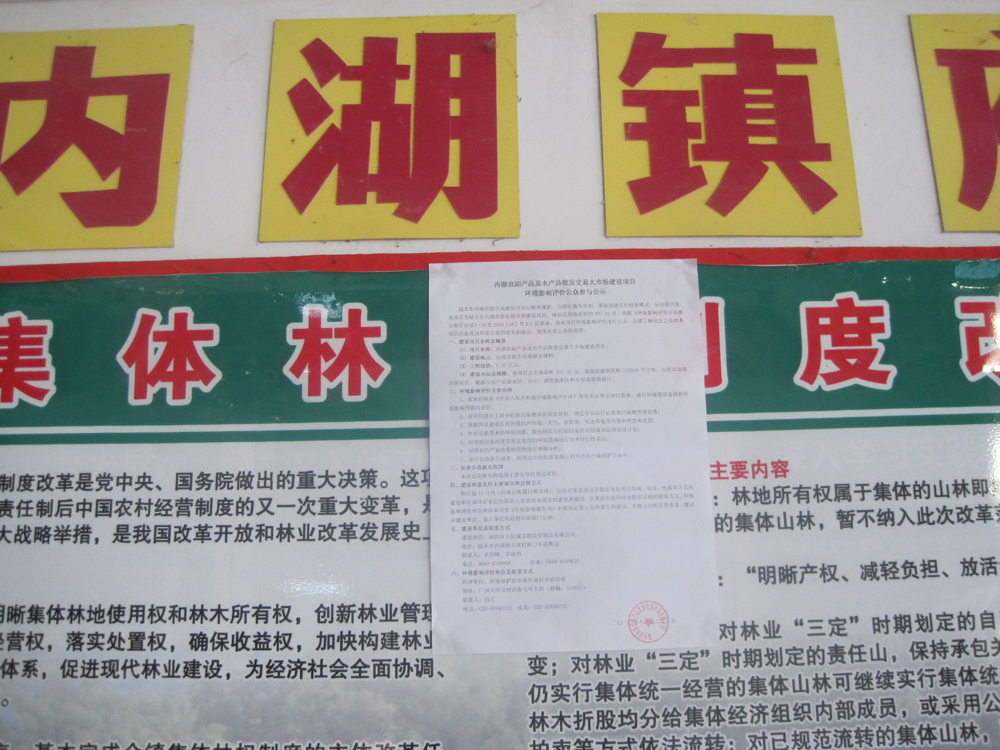 内湖镇
集体林
度
内湖农副产品及水产品批发交易大市场建设项目
环境影响评价公众参与公示
陆丰市内湖农批市场建设项目以整体规划，分期实施为原则，采取滚动式的投资模式，分阶段开发。
本项目为陆丰市内湖农批市场首期建设项目，规划总用地面积约597.45亩。依据《环境影响评价公众参
与暂行办法》（环发2006［28］号文）的要求，对本项目环境影响评价进行公示，以便了解社会公众对本
项目的态度及环保方面的意见和建议，接受社会公众的监督。
一、建设项目名称及概要
(1) 项目名称：内湖农副产品及水产品批发交易大市场建设项目。
(2) 建设地点：汕尾市陆丰内湖镇头坡村。
(3) 工程投资：7.57亿元。
(4) 建设内如及规模：本项目总占地面积597.45亩，规划总建筑面积273000平方米，包括宾馆酒
店娱乐区、徽派文化产业商业区、办公、调度服务区和大型连体商铺区。
二、环境影响评价主要内容
1、本项目将按《中华人民共和国环境影响评价法》等有关法律法规的要求，进行环境现状监测和环
境影响预测与评价。
2、对项目进行工程分析和污染物排放状况分析，确定项目运行后各类污染物的排放量；
3、预测项目建成后对周围的声环境、大气、水环境、生态环境等的影响程度和范围；
4、针对可能带来的环境问题，提出切实可行的污染防治措施和监测管理计划；
5、对项目污染治理方案及选用的环保措施进行技术可行性论证；
6、对项目的产业政策相符性进行详细分析；
7、进行公众参与调查，将周边公众的意见落实到项目的污染防护措施中。
三、征求公众意见范围
本次公众参与的范围主要为项目周边居民。
四、建议和意见的主要事项和反馈方式
即日起15日内（信函以邮戳日期为准），公众可采取向公示指定地址发送信函、电话、传真等方式向
建设单位或环评单位的联系人发表对本项目的意见和建议，发表意见的同时请提供详细的联系方式。环境
影响评价单位将在本项目《环境影响报告书》中真实记录公众的意见和建议，并将公众的宝贵意见、建议
向建设单位、设计单位和政府环保部门反映。
五、建设单位及联系方式
建设单位：深圳市古玩城文物监管物品有限公司
地址：陆丰市内湖镇头陂村路口头陂桥边
联系人：卓俊峰、卓晓明
电话：0660-8198888 传真：0660-8199630
六、环境影响评价单位及联系方式
环评单位：环境保护部华南环境科学研究所
地址：广州天河员村西街七号大院（邮编：510655）
联系人：白工
电话：020-85543132 传真：020-85546725
制度改革是党中央、国务院做出的重大决策。这项
责任制后中国农村经营制度的又一次重大变革，是
大战略举措，是我国改革开放和林业改革发展史上
明晰集体林地使用权和林木所有权，创新林业管理
经营权，落实处置权，确保收益权，加快构建林业
体系，促进现代林业建设，为经济社会全面协调、
。
基本完成全镇集体林权制度的主体改革任
主要内容
：林地所有权属于集体的山林即
的集体山林，暂不纳入此次改革
：“明晰产权、减轻负担、放活
对林业“三定”时期划定的自
变；对林业“三定”时期划定的责任山，保持承包关
仍实行集体统一经营的集体山林可继续实行集体统
林木折股均分给集体经济组织内部成员，或采用公
拍卖等方式依法流转；对已规范流转的集体山林，